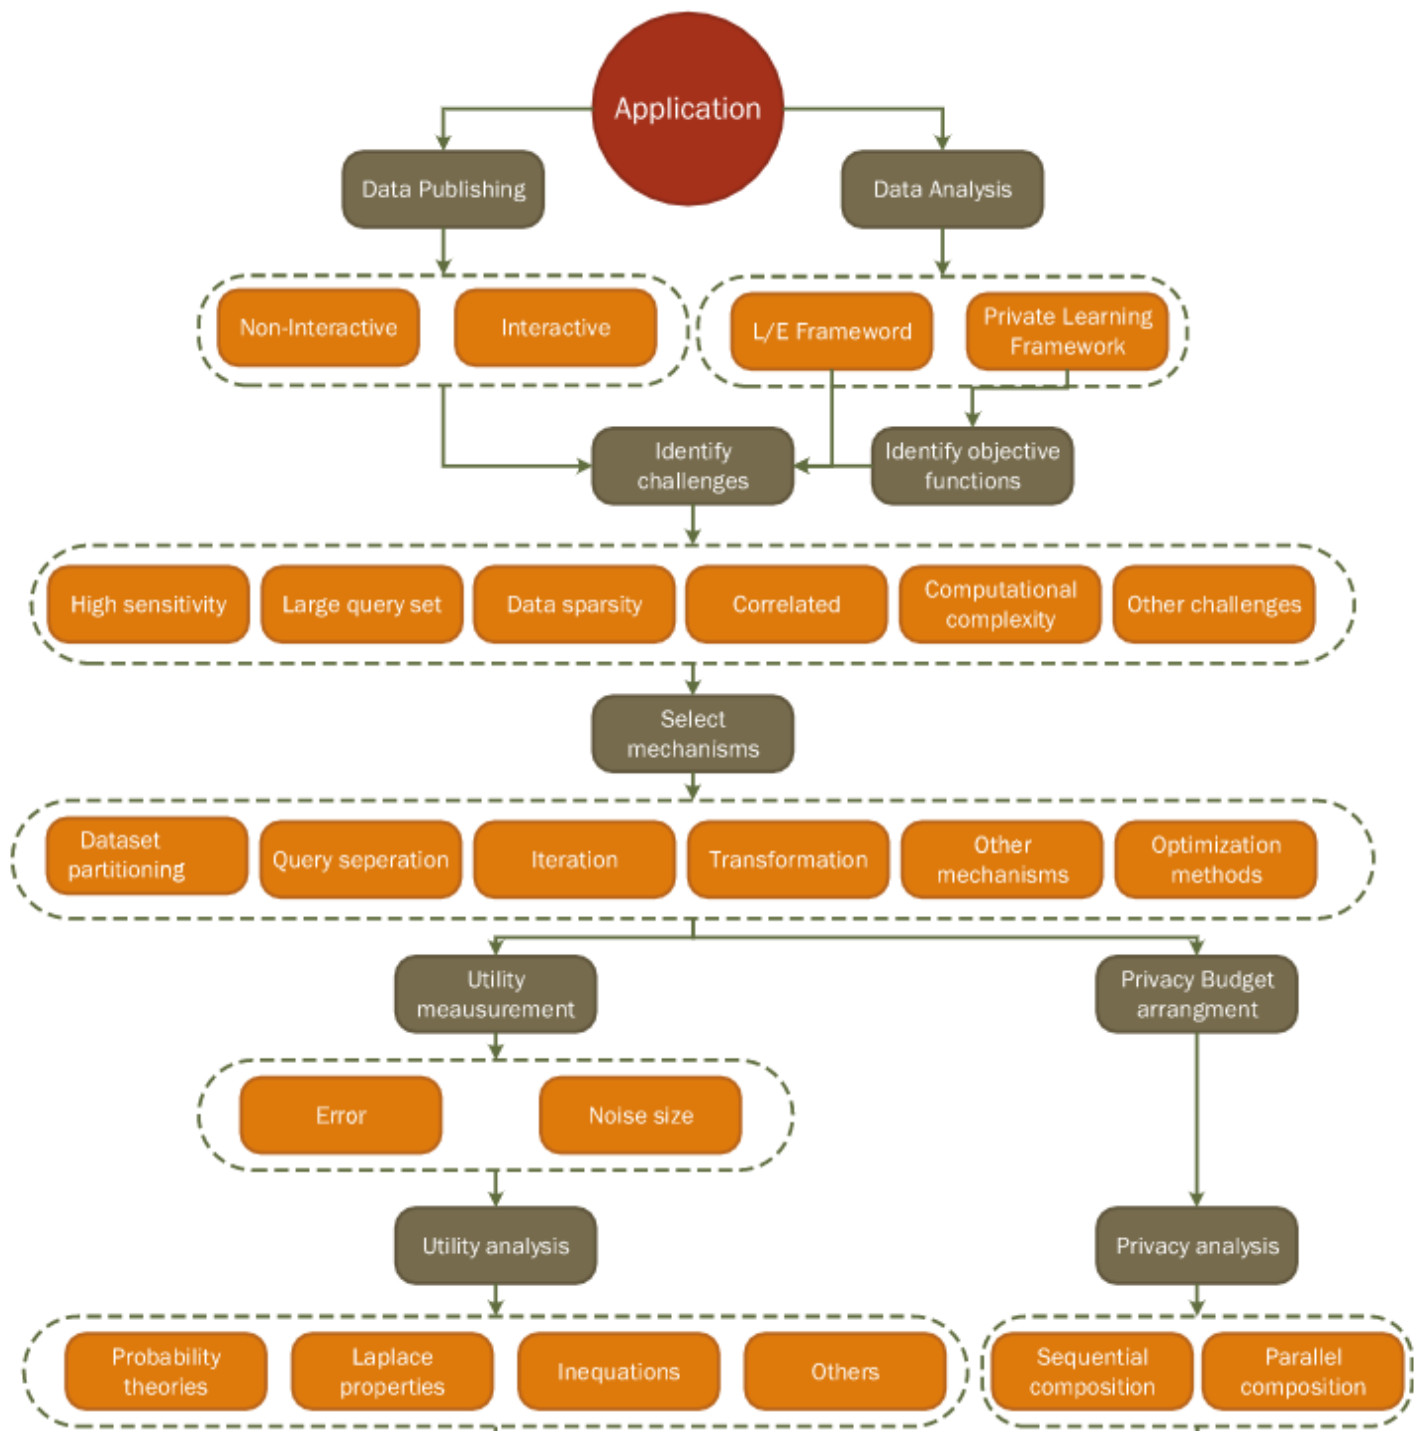 Application
Data Publishing
Data Analysis
Non-Interactive
Interactive
L/E Frameword
Private Learning
Framework
Identify
challenges
Identify objective
functions
High sensitivity
Large query set
Data sparsity
Correlated
Computational
complexity
Other challenges
Select
mechanisms
Dataset
partitioning
Query seperation
Iteration
Transformation
Other
mechanisms
Optimization
methods
Utility
meausurement
Privacy Budget
arrangment
Error
Noise size
Utility analysis
Privacy analysis
Probability
theories
Laplace
properties
Inequations
Others
Sequential
composition
Parallel
composition